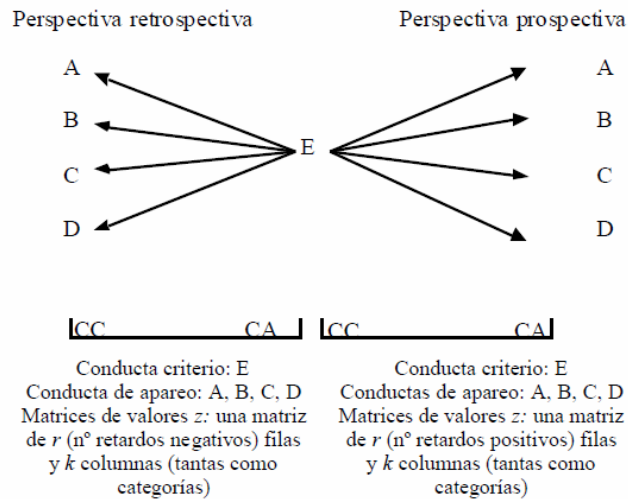 Perspectiva retrospectiva
Perspectiva prospectiva
A
B
C
D
E
A
B
C
D
CC
CA
CC
CA
Conducta criterio: E
Conducta de apareo: A, B, C, D
Matrices de valores z: una matriz
de r (nº retardos negativos) filas
y k columnas (tantas como
categorías)
Conducta criterio: E
Conductas de apareo: A, B, C, D
Matrices de valores z: una matriz
de r (nº retardos positivos) filas
y k columnas (tantas como
categorías)